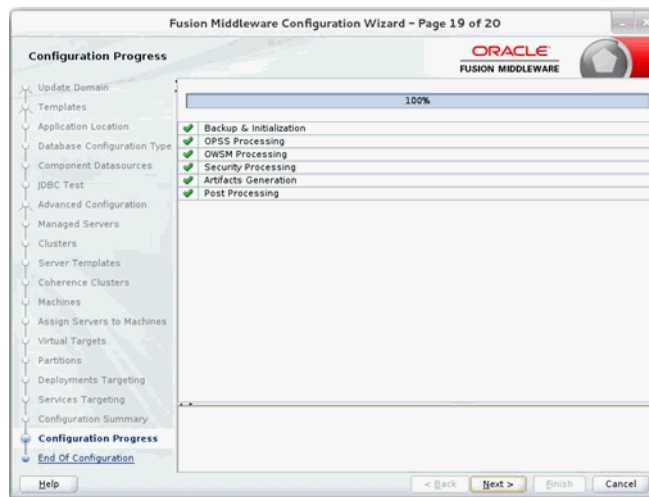 Fusion Middleware Configuration Wizard - Page 19 of 20
Configuration Progress
ORACLE
FUSION MIDDLEWARE
Update Domain
Templates
Application Location
Database Configuration Type
Component Datasources
JDBC Test
Advanced Configuration
Managed Servers
Clusters
Server Templates
Coherence Clusters
Machines
Assign Servers to Machines
Virtual Targets
Partitions
Deployments Targeting
Services Targeting
Configuration Summary
Configuration Progress
End Of Configuration
100%
Backup & Initialization
OPSS Processing
OWSM Processing
Security Processing
Artifacts Generation
Post Processing
Help
< Back
Next >
Finish
Cancel